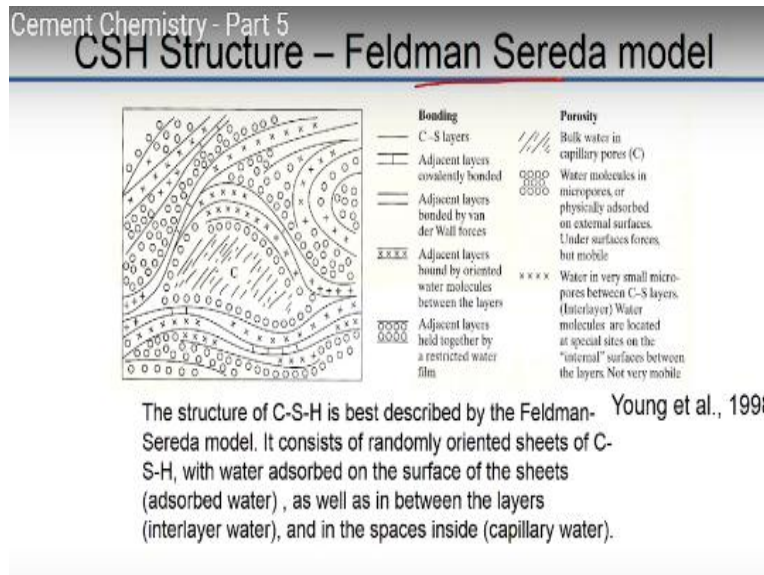 Cement Chemistry - Part 5
CSH Structure – Feldman Sereda model
Bonding
C–S layers
Adjacent layers
covalently bonded
Adjacent layers
bonded by van
der Wall forces
Adjacent layers
bound by oriented
water molecules
between the layers
Adjacent layers
held together by
a restricted water
film
Porosity
Bulk water in
capillary pores (C)
Water molecules in
micropores, or
physically adsorbed
on external surfaces.
Under surfaces forces,
but mobile
Water in very small micro-
pores between C–S layers.
(Interlayer) Water
molecules are located
at special sites on the
"internal" surfaces between
the layers. Not very mobile
C
Young et al., 1998
The structure of C-S-H is best described by the Feldman-
Sereda model. It consists of randomly oriented sheets of C-
S-H, with water adsorbed on the surface of the sheets
(adsorbed water) , as well as in between the layers
(interlayer water), and in the spaces inside (capillary water).